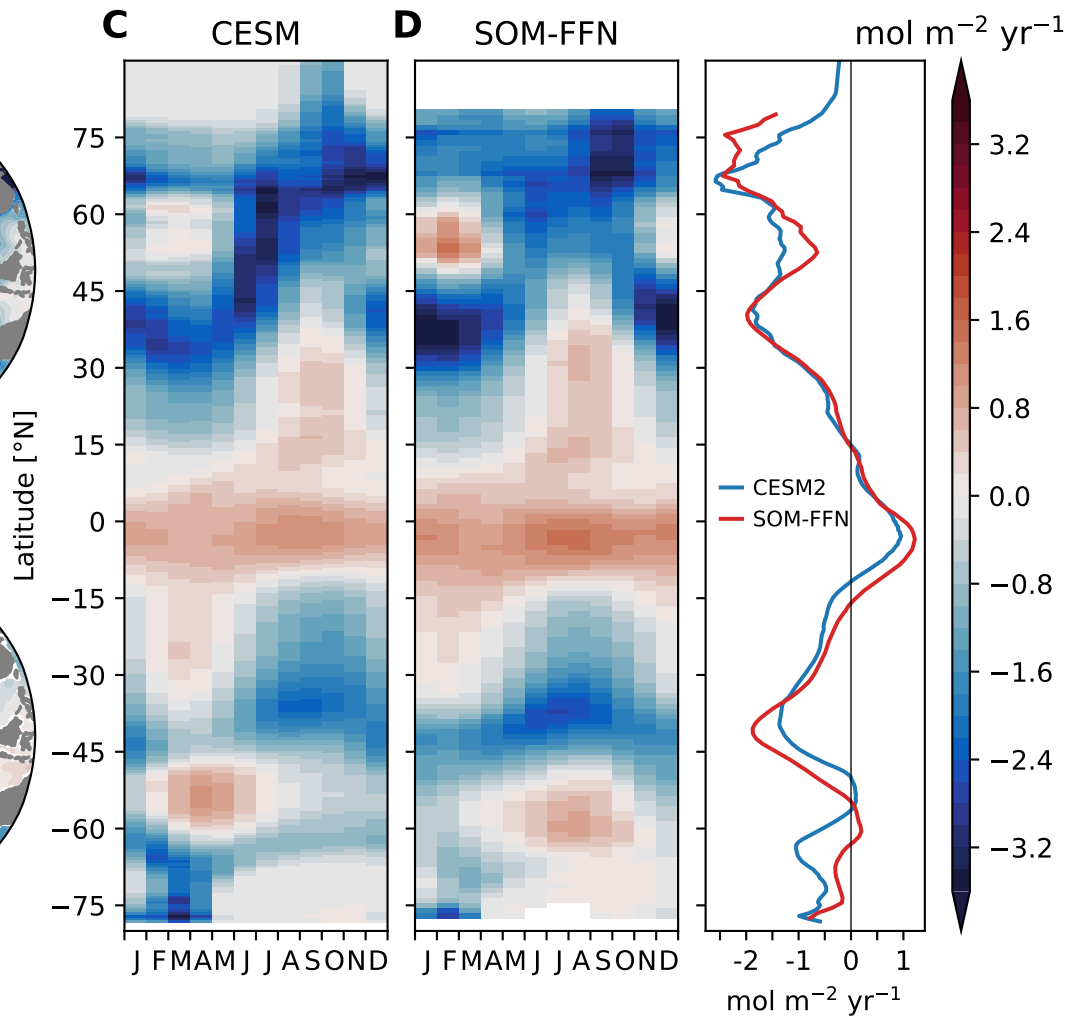 C CESM D SOM-FFN mol m⁻² yr⁻¹
75
60
45
30
15
0
−15
−30
−45
−60
−75
Latitude [°N]
J F M A M J J A S O N D
J F M A M J J A S O N D
CESM2
SOM-FFN
-2 -1 0 1
mol m⁻² yr⁻¹
3.2
2.4
1.6
0.8
0.0
−0.8
−1.6
−2.4
−3.2